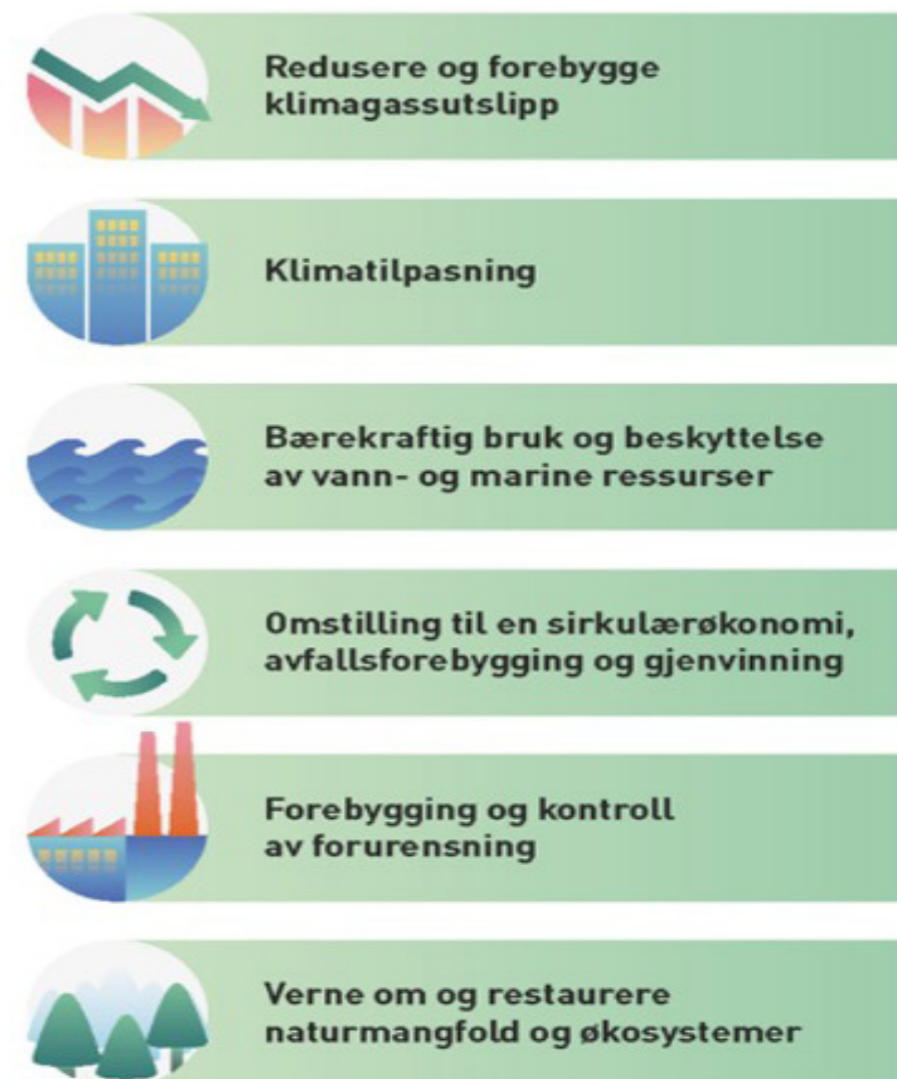 Redusere og forebygge
klimagassutslipp
Klimatilpasning
Bærekraftig bruk og beskyttelse
av vann- og marine ressurser
Omstilling til en sirkulærøkonomi,
avfallsforebygging og gjenvinning
Forebygging og kontroll
av forurensning
Verne om og restaurere
naturmangfold og økosystemer